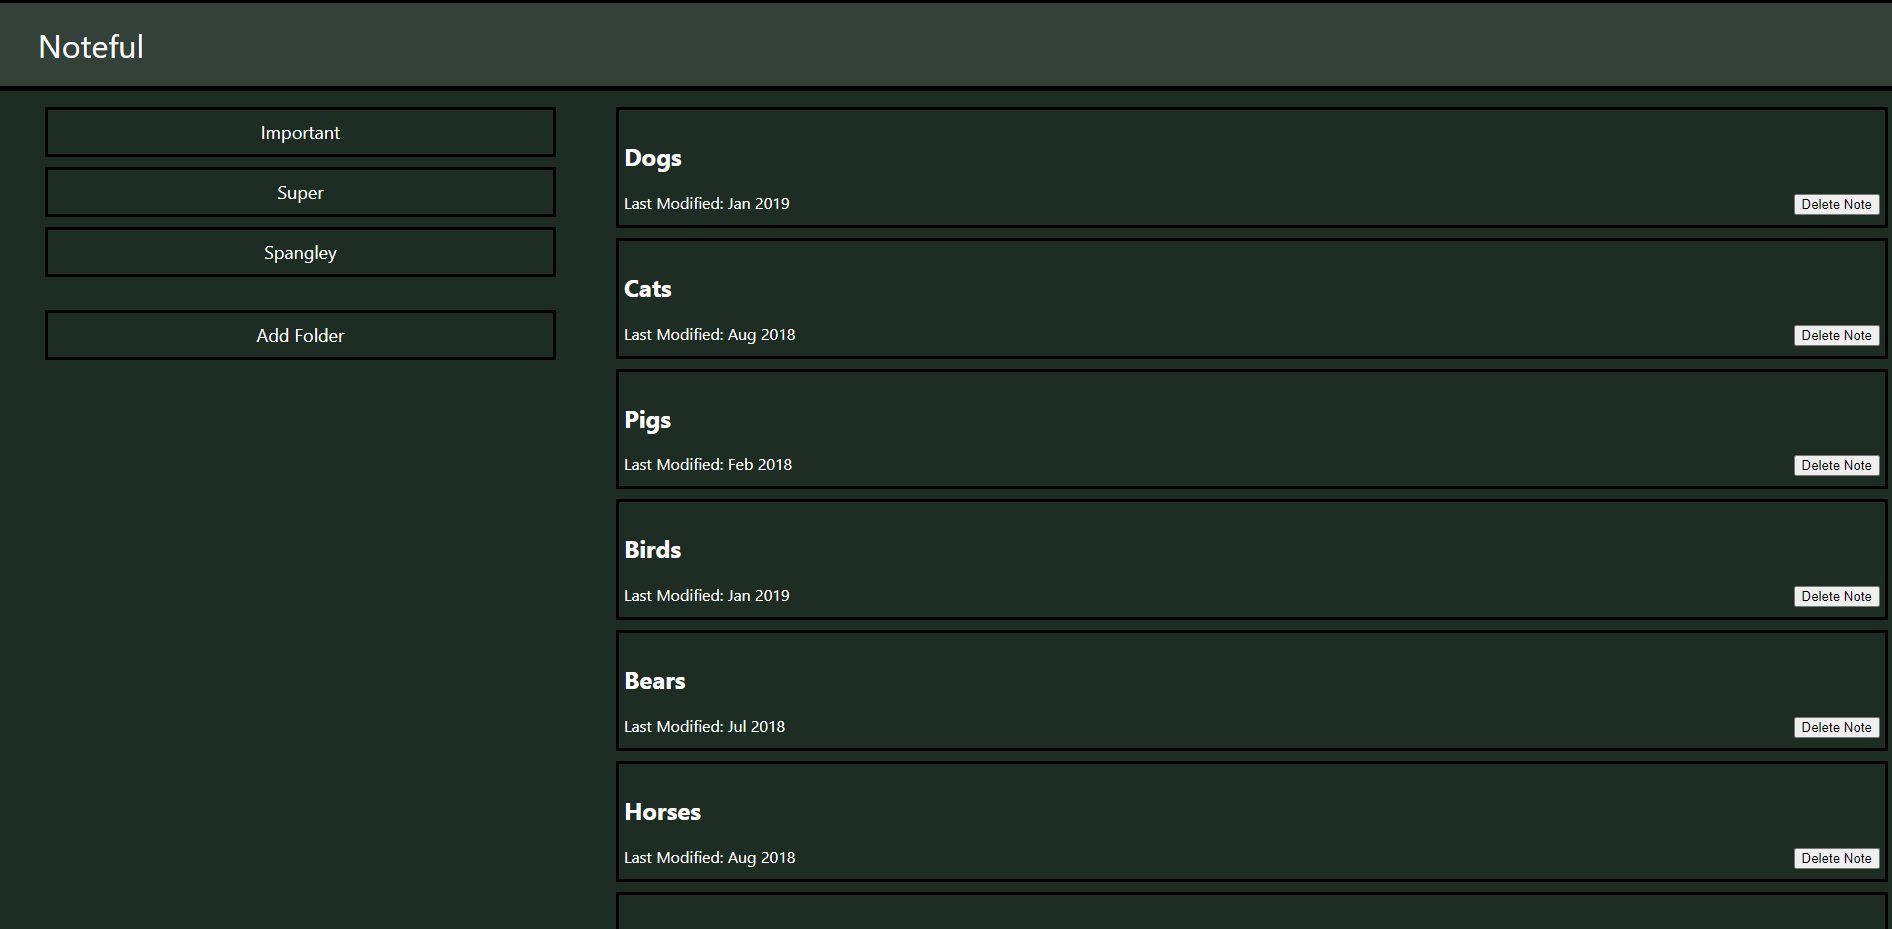 Noteful
Important
Super
Spangley
Add Folder
Dogs
Last Modified: Jan 2019
Delete Note
Cats
Last Modified: Aug 2018
Delete Note
Pigs
Last Modified: Feb 2018
Delete Note
Birds
Last Modified: Jan 2019
Delete Note
Bears
Last Modified: Jul 2018
Delete Note
Horses
Last Modified: Aug 2018
Delete Note